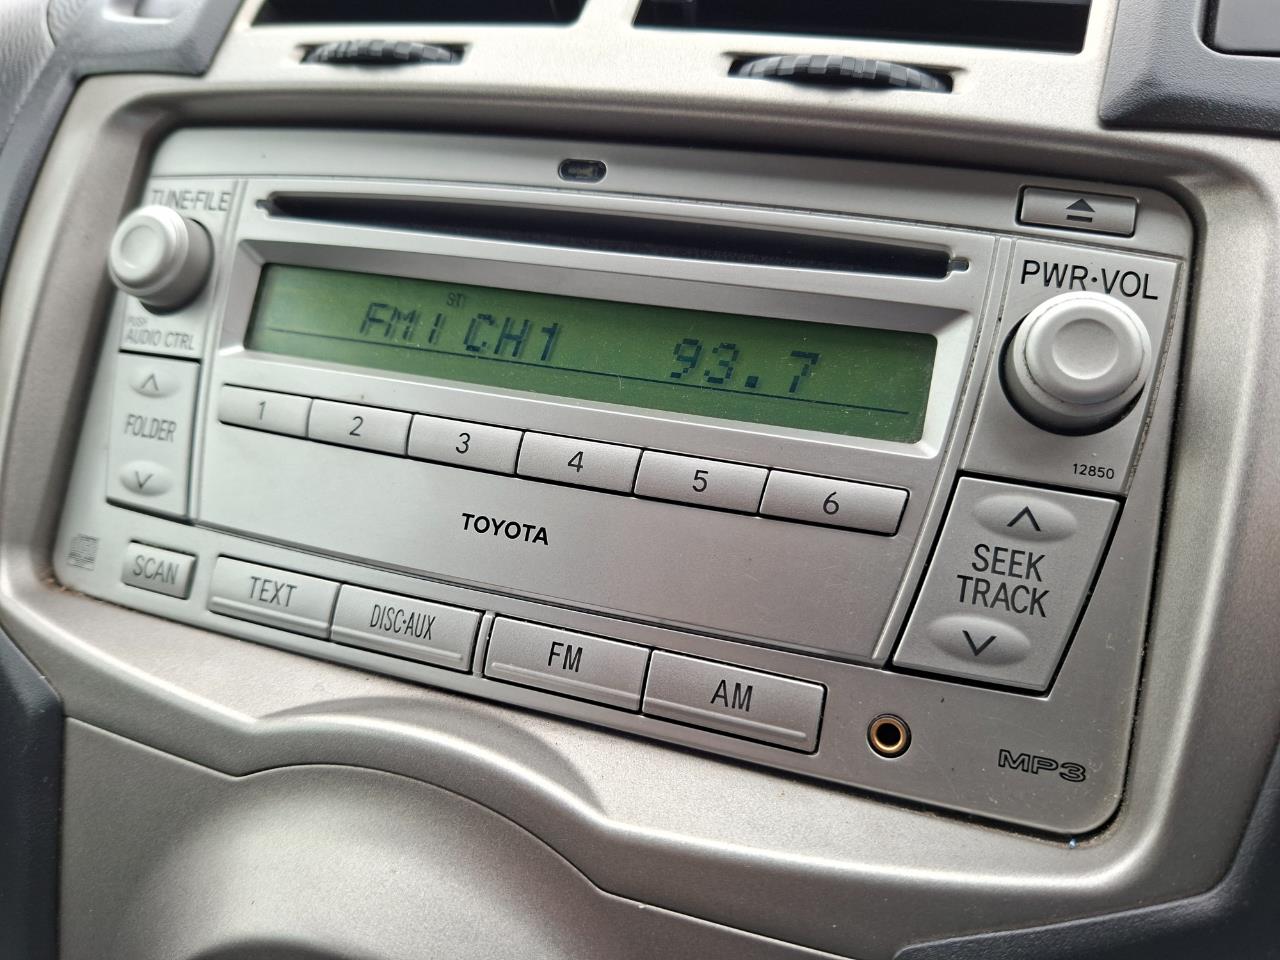 TUNE·FILE
PUSH
AUDIO CTRL
ST
FM1 CH1 93.7
PWR·VOL
12850
FOLDER
1 2 3 4 5 6
TOYOTA
SEEK
TRACK
SCAN
TEXT
DISC·AUX
FM
AM
MP3